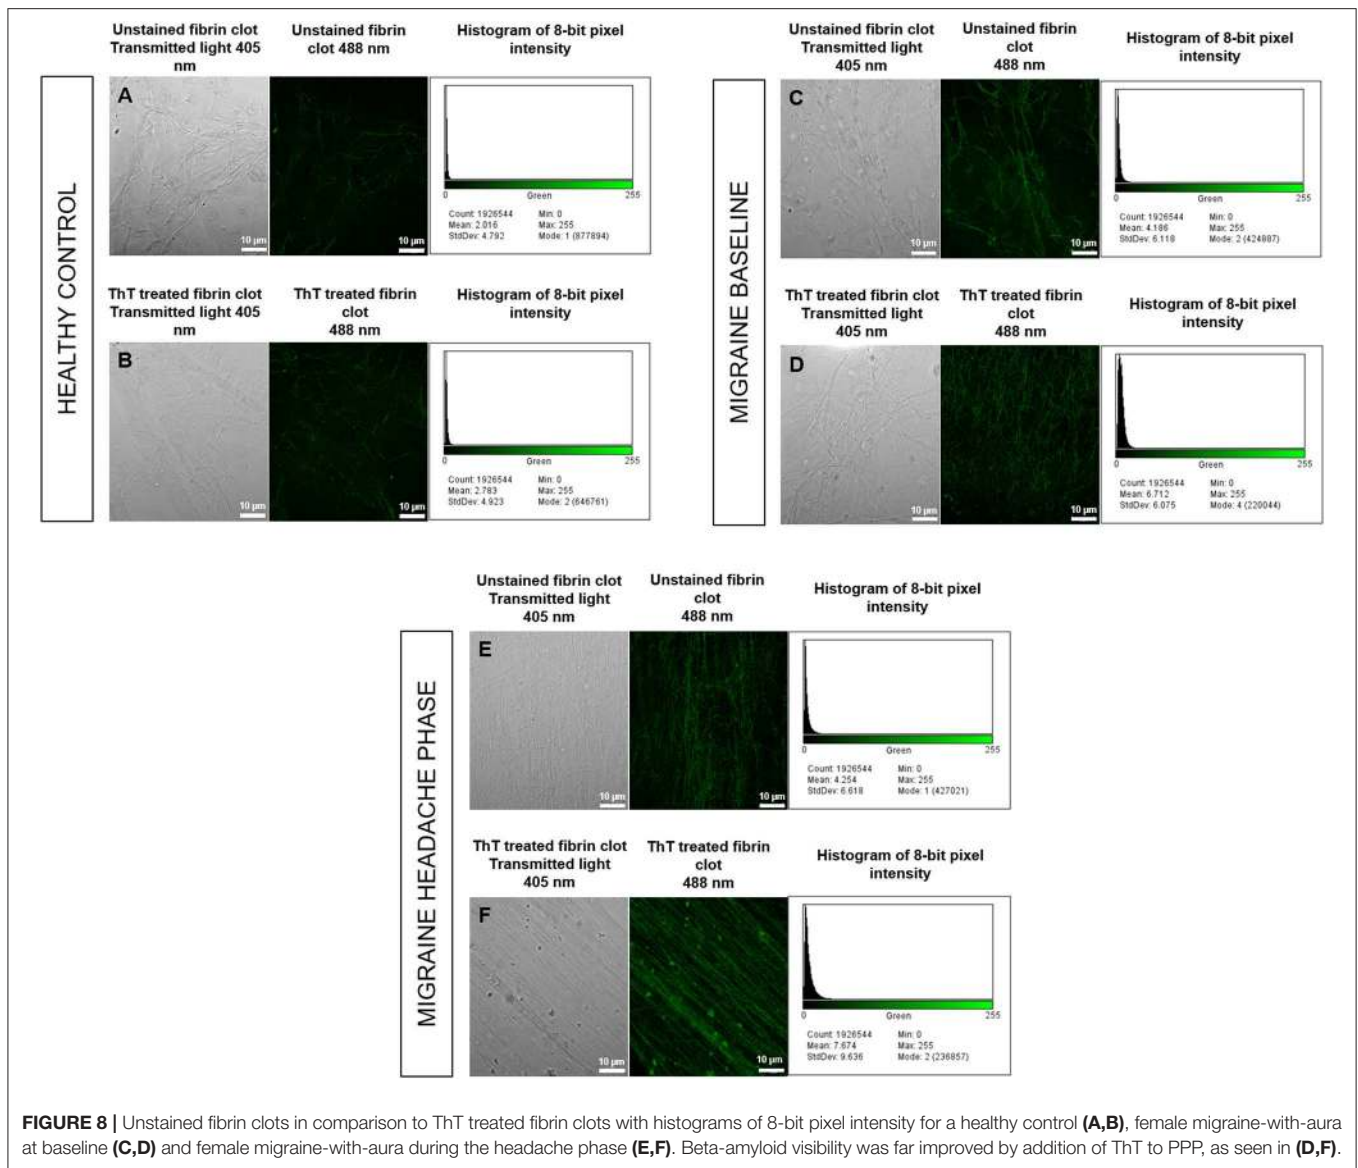 HEALTHY CONTROL
Unstained fibrin clot
Transmitted light 405
nm
Unstained fibrin
clot 488 nm
Histogram of 8-bit pixel
intensity
A
10 µm
10 µm
0
Green
255
Count: 1926544
Min: 0
Mean: 2.016
Max: 255
StdDev: 4.792
Mode: 1 (877894)
ThT treated fibrin clot
Transmitted light 405
nm
ThT treated fibrin
clot
488 nm
Histogram of 8-bit pixel
intensity
B
10 µm
10 µm
0
Green
255
Count: 1926544
Min: 0
Mean: 2.783
Max: 255
StdDev: 4.923
Mode: 2 (646761)
MIGRAINE BASELINE
Unstained fibrin clot
Transmitted light
405 nm
Unstained fibrin
clot
488 nm
Histogram of 8-bit pixel
intensity
C
10 µm
10 µm
0
Green
255
Count: 1926544
Min: 0
Mean: 4.186
Max: 255
StdDev: 6.118
Mode: 2 (424887)
ThT treated fibrin clot
Transmitted light
405 nm
ThT treated fibrin
clot
488 nm
Histogram of 8-bit pixel
intensity
D
10 µm
10 µm
0
Green
255
Count: 1926544
Min: 0
Mean: 6.712
Max: 255
StdDev: 6.075
Mode: 4 (220044)
MIGRAINE HEADACHE PHASE
Unstained fibrin clot
Transmitted light
405 nm
Unstained fibrin
clot
488 nm
Histogram of 8-bit pixel
intensity
E
10 µm
10 µm
0
Green
255
Count: 1926544
Min: 0
Mean: 4.254
Max: 255
StdDev: 6.618
Mode: 1 (427021)
ThT treated fibrin clot
Transmitted light
405 nm
ThT treated fibrin
clot
488 nm
Histogram of 8-bit pixel
intensity
F
10 µm
10 µm
0
Green
255
Count: 1926544
Min: 0
Mean: 7.674
Max: 255
StdDev: 9.636
Mode: 2 (236857)
FIGURE 8 | Unstained fibrin clots in comparison to ThT treated fibrin clots with histograms of 8-bit pixel intensity for a healthy control (A,B), female migraine-with-aura
at baseline (C,D) and female migraine-with-aura during the headache phase (E,F). Beta-amyloid visibility was far improved by addition of ThT to PPP, as seen in (D,F).